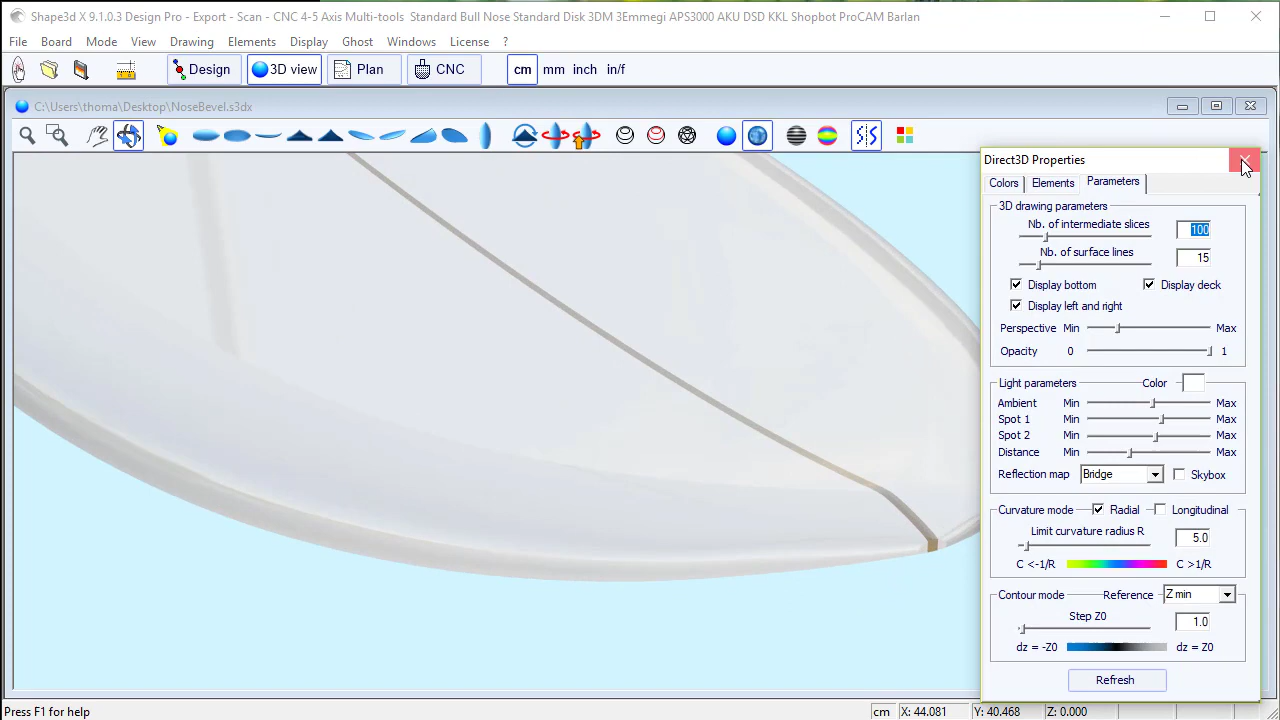 Shape3d X 9.1.0.3 Design Pro - Export - Scan - CNC 4-5 Axis Multi-tools  Standard Bull Nose Standard Disk 3DM 3Emmegi APS3000 AKU DSD KKL Shopbot ProCAM Barlan
File Board Mode View Drawing Elements Display Ghost Windows License ?
Design 3D view Plan CNC cm mm inch in/f
C:\Users\thoma\Desktop\NoseBevel.s3dx
Direct3D Properties
Colors Elements Parameters
3D drawing parameters
Nb. of intermediate slices 100
Nb. of surface lines 15
Display bottom Display deck
Display left and right
Perspective Min Max
Opacity 0 1
Light parameters Color
Ambient Min Max
Spot 1 Min Max
Spot 2 Min Max
Distance Min Max
Reflection map Bridge Skybox
Curvature mode Radial Longitudinal
Limit curvature radius R 5.0
C <-1/R C >1/R
Contour mode Reference Z min
Step Z0 1.0
dz = -Z0 dz = Z0
Refresh
Press F1 for help cm X: 44.081 Y: 40.468 Z: 0.000